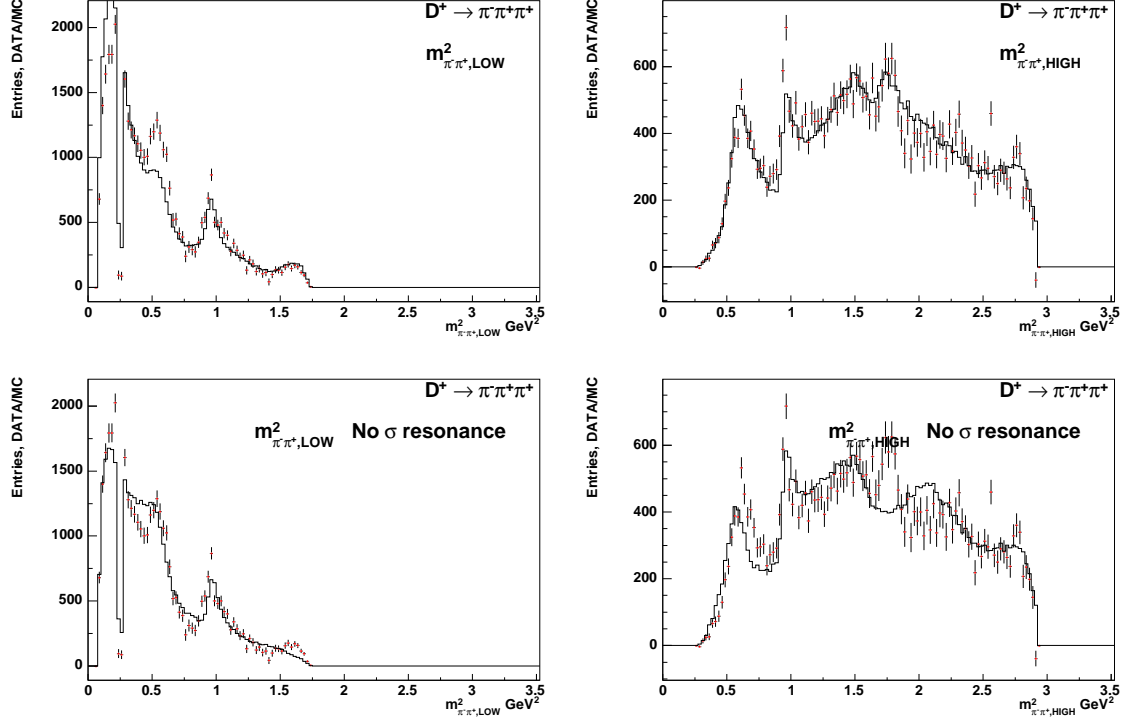 Entries, DATA/MC
D⁺ → π⁻π⁺π⁺
m²π⁻π⁺,LOW
2000
1500
1000
500
0
0 0.5 1 1.5 2 2.5 3 3.5
m²π⁻π⁺,LOW GeV²
Entries, DATA/MC
D⁺ → π⁻π⁺π⁺
m²π⁻π⁺,HIGH
600
400
200
0
0 0.5 1 1.5 2 2.5 3 3.5
m²π⁻π⁺,HIGH GeV²
Entries, DATA/MC
D⁺ → π⁻π⁺π⁺
m²π⁻π⁺,LOW No σ resonance
2000
1500
1000
500
0
0 0.5 1 1.5 2 2.5 3 3.5
m²π⁻π⁺,LOW GeV²
Entries, DATA/MC
D⁺ → π⁻π⁺π⁺
m²π⁻π⁺,HIGH No σ resonance
600
400
200
0
0 0.5 1 1.5 2 2.5 3 3.5
m²π⁻π⁺,HIGH GeV²